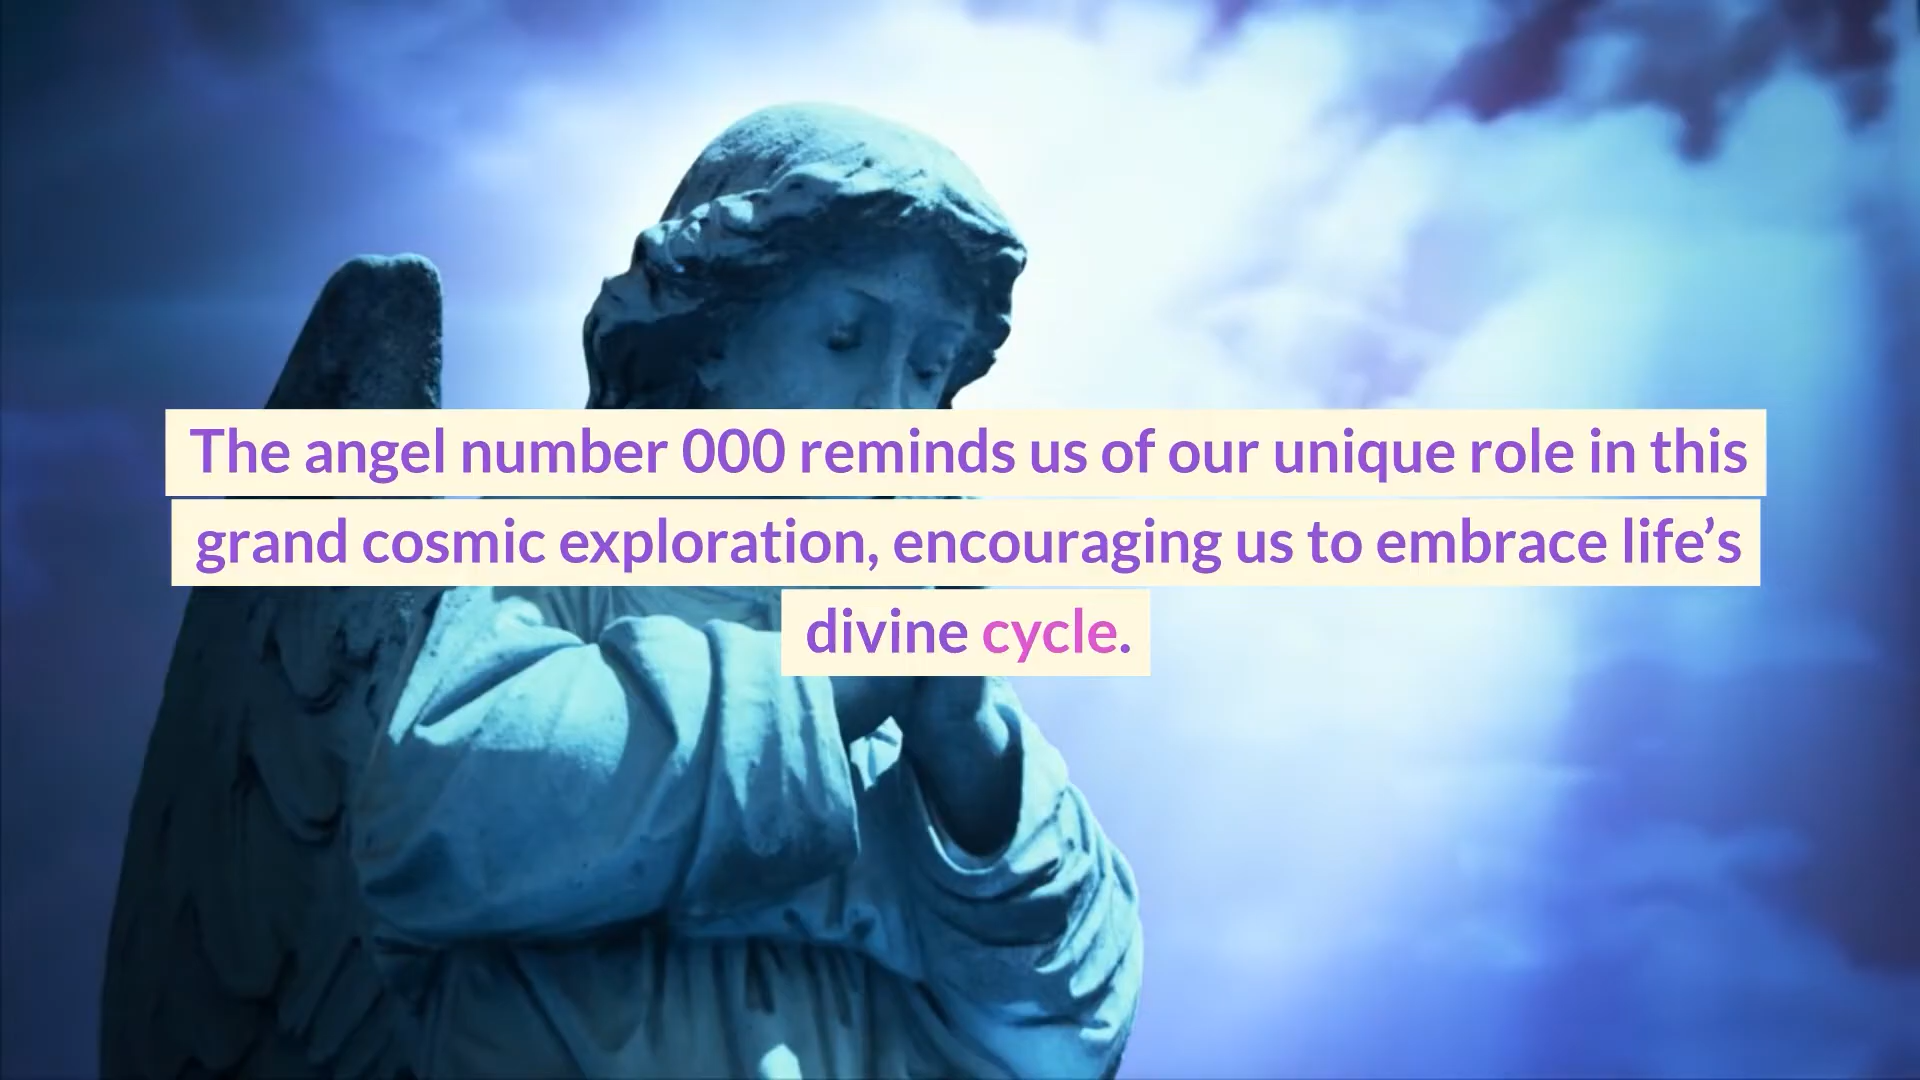 The angel number 000 reminds us of our unique role in this
grand cosmic exploration, encouraging us to embrace life’s
divine cycle.